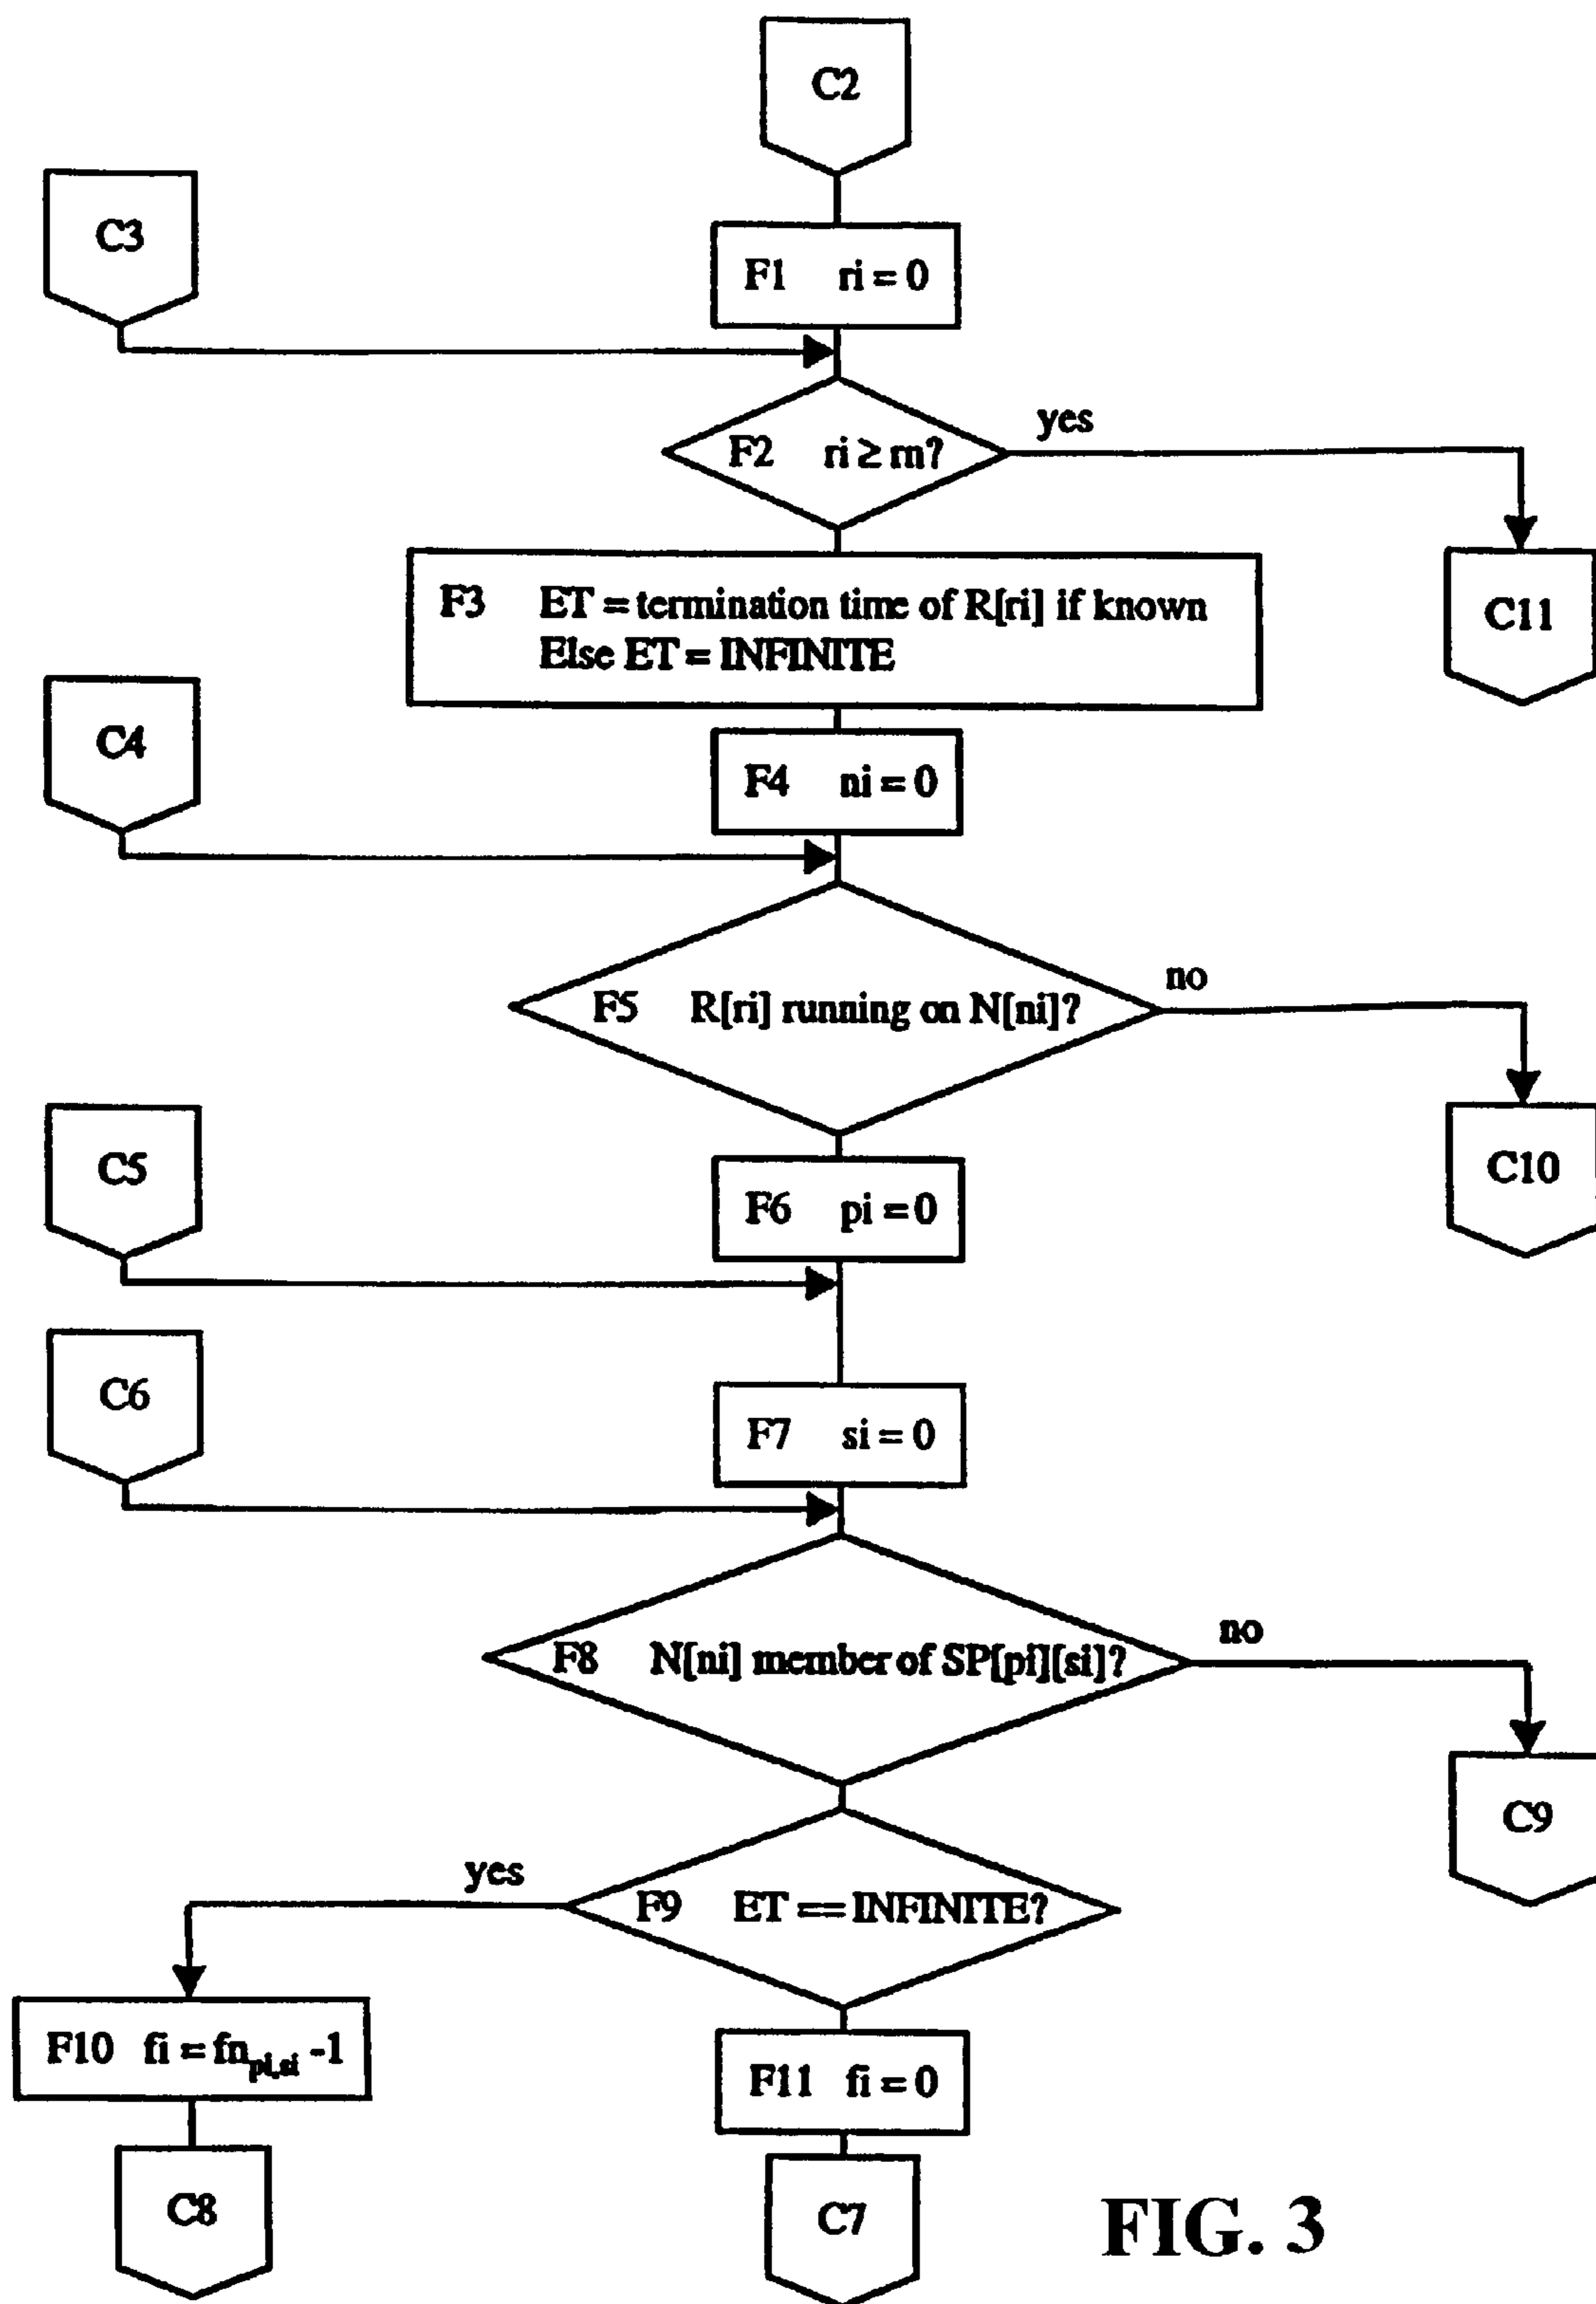 C2
C3
F1 ri = 0
yes
F2 ri ≥ rn?
C11
F3 ET = termination time of R[ri] if known
Else ET = INFINITE
C4
F4 ni = 0
no
F5 R[ri] running on N[ni]?
C5
C10
F6 pi = 0
C6
F7 si = 0
no
F8 N[ni] member of SP[pi][si]?
C9
yes
F9 ET == INFINITE?
F10 fi = fn_pi,si -1
F11 fi = 0
C8
C7
FIG. 3